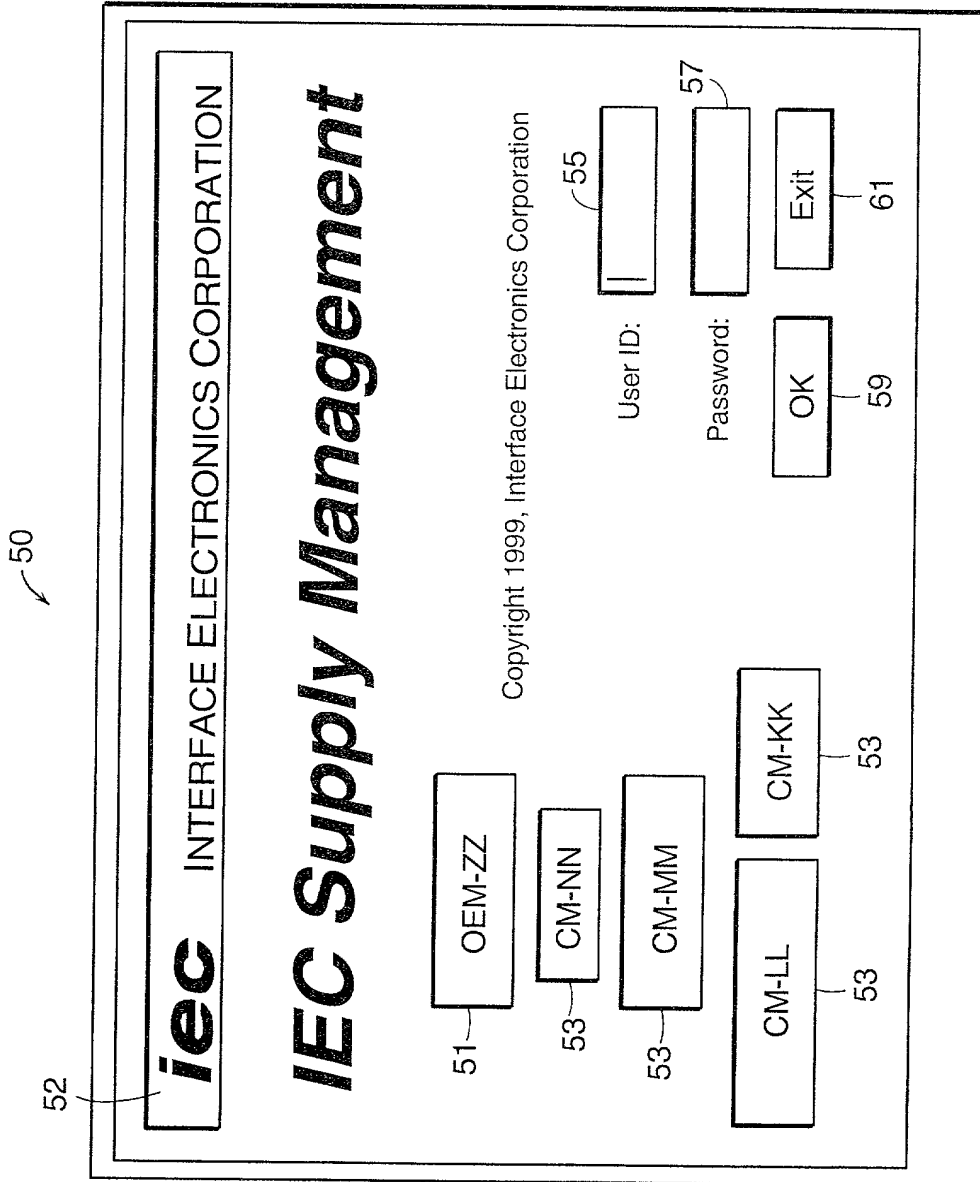 50
52
iec INTERFACE ELECTRONICS CORPORATION
IEC Supply Management
Copyright 1999, Interface Electronics Corporation
51
OEM-ZZ
53
CM-NN
53
CM-MM
CM-LL
53
CM-KK
53
User ID:
55
Password:
57
OK
59
Exit
61